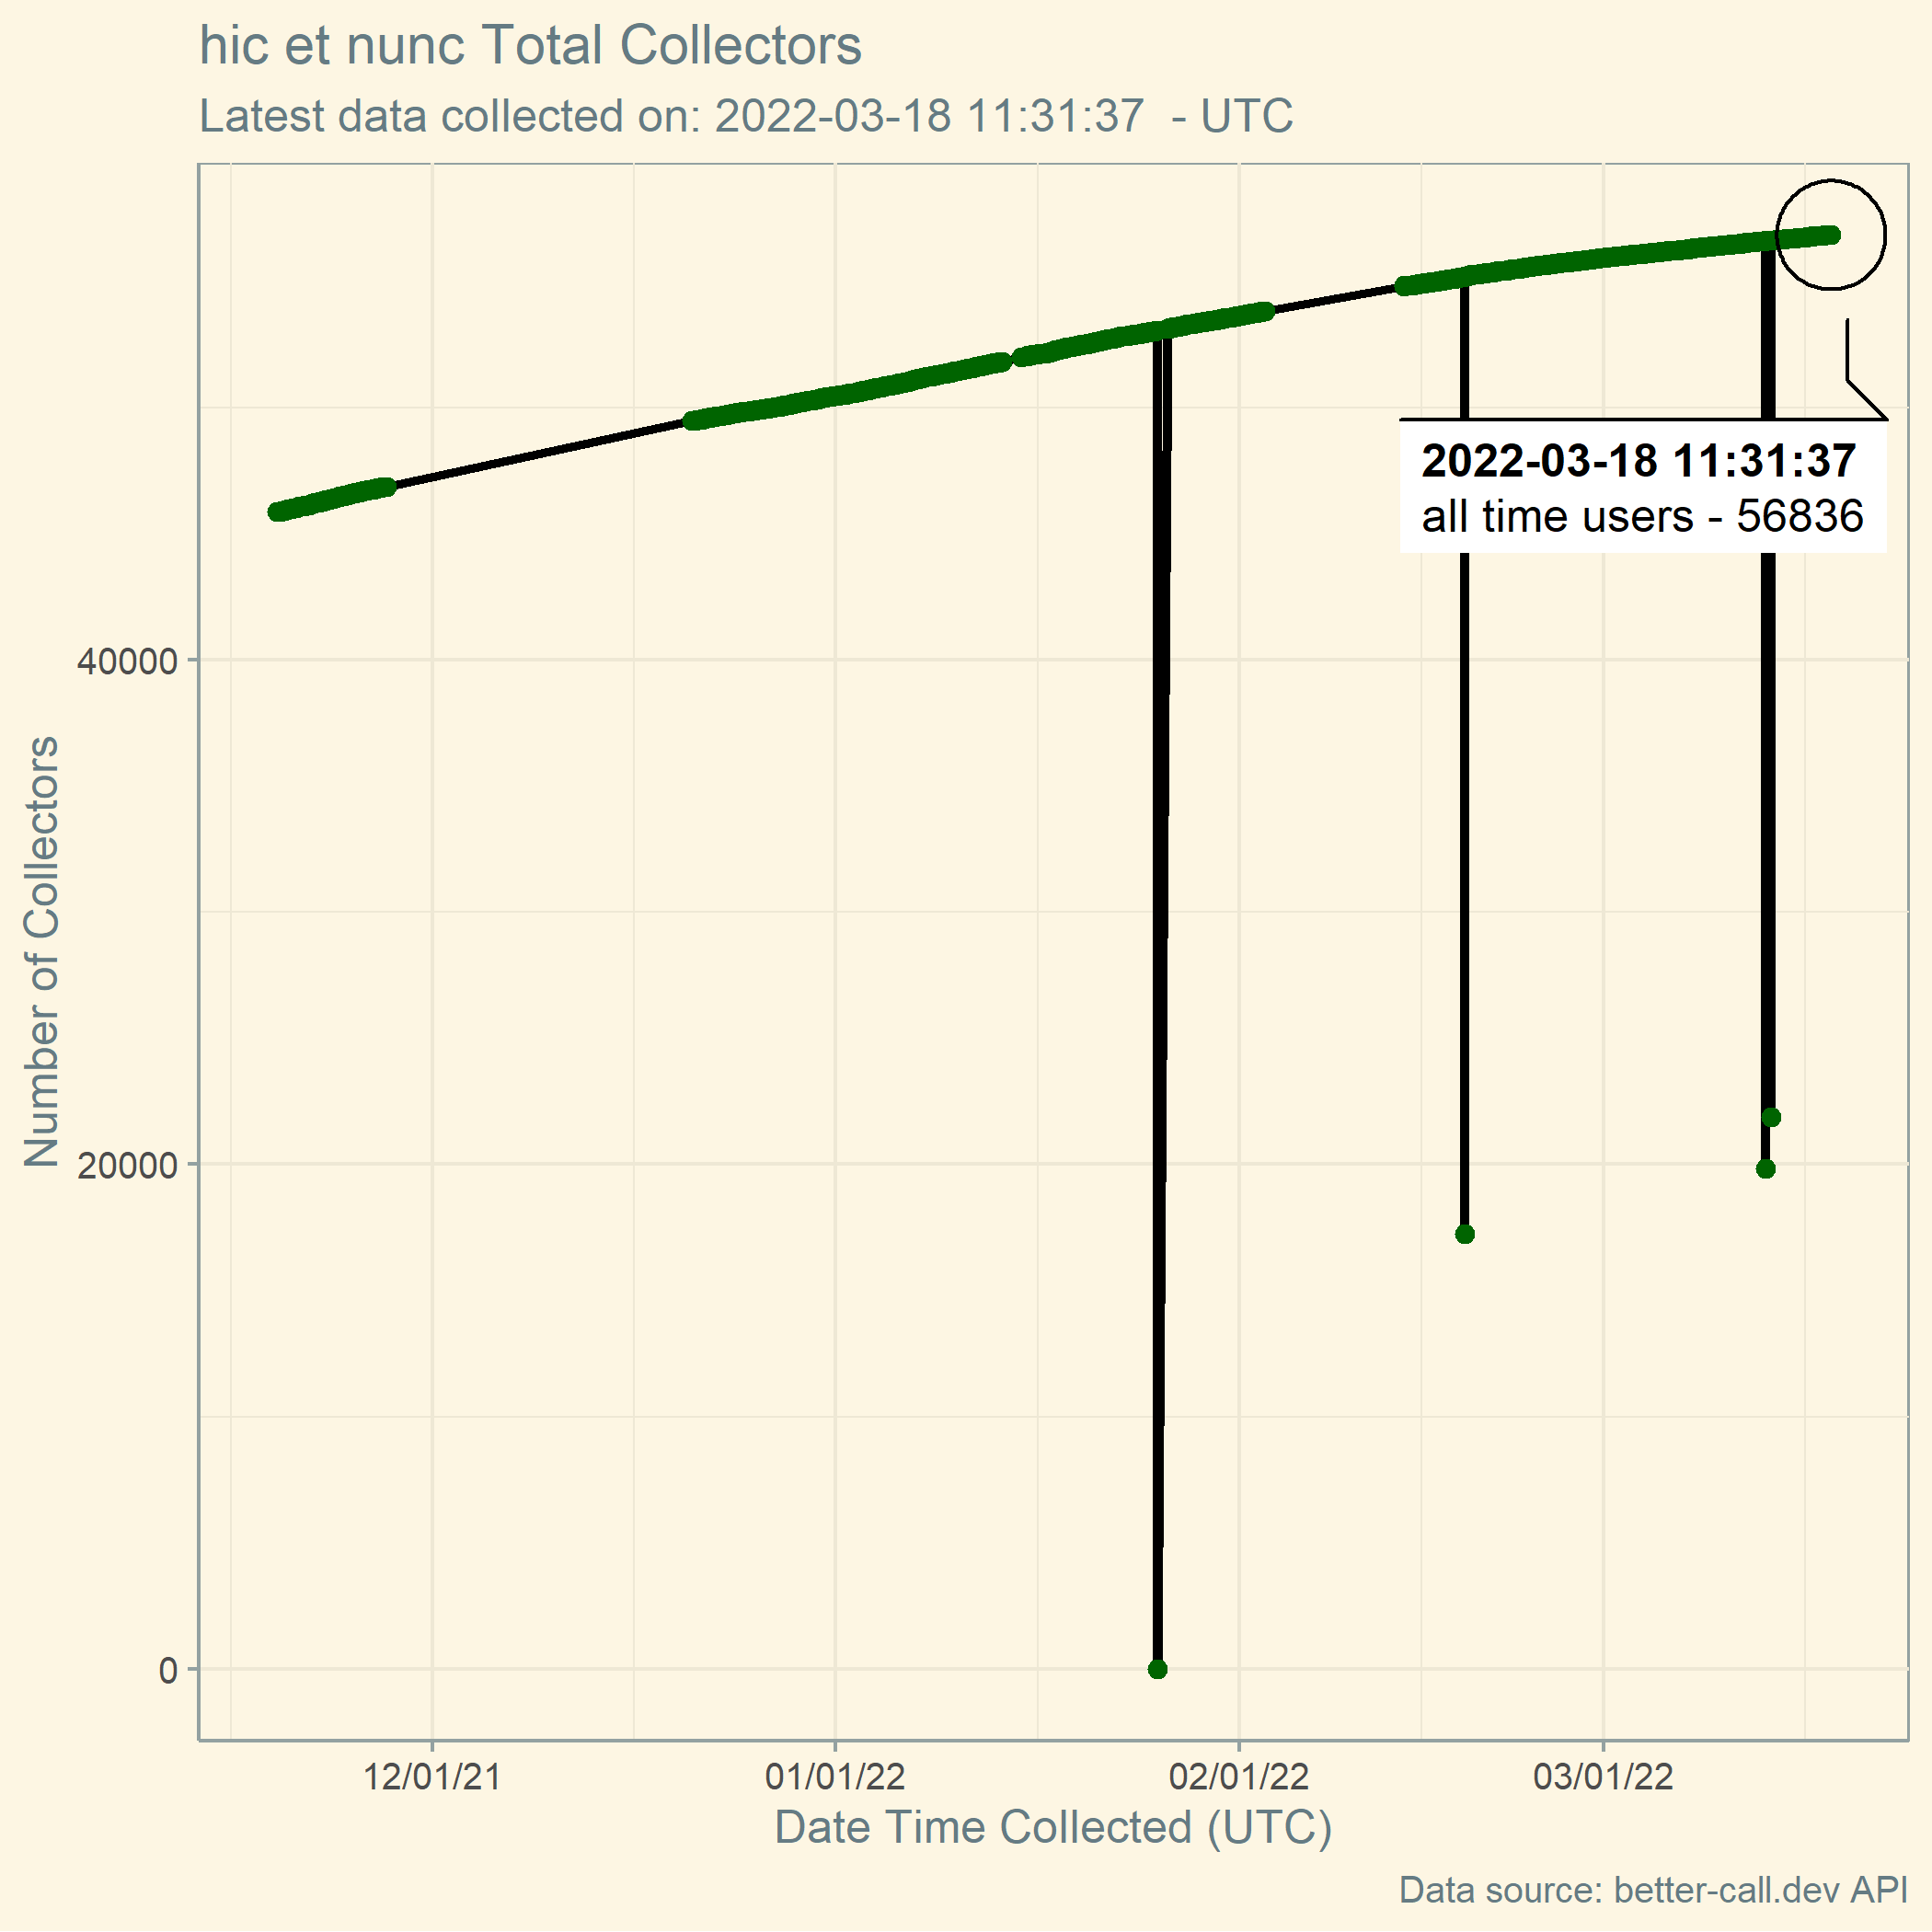 hic et nunc Total Collectors
Latest data collected on: 2022-03-18 11:31:37  - UTC
2022-03-18 11:31:37
all time users - 56836
Number of Collectors
40000
20000
0
12/01/21
01/01/22
02/01/22
03/01/22
Date Time Collected (UTC)
Data source: better-call.dev API